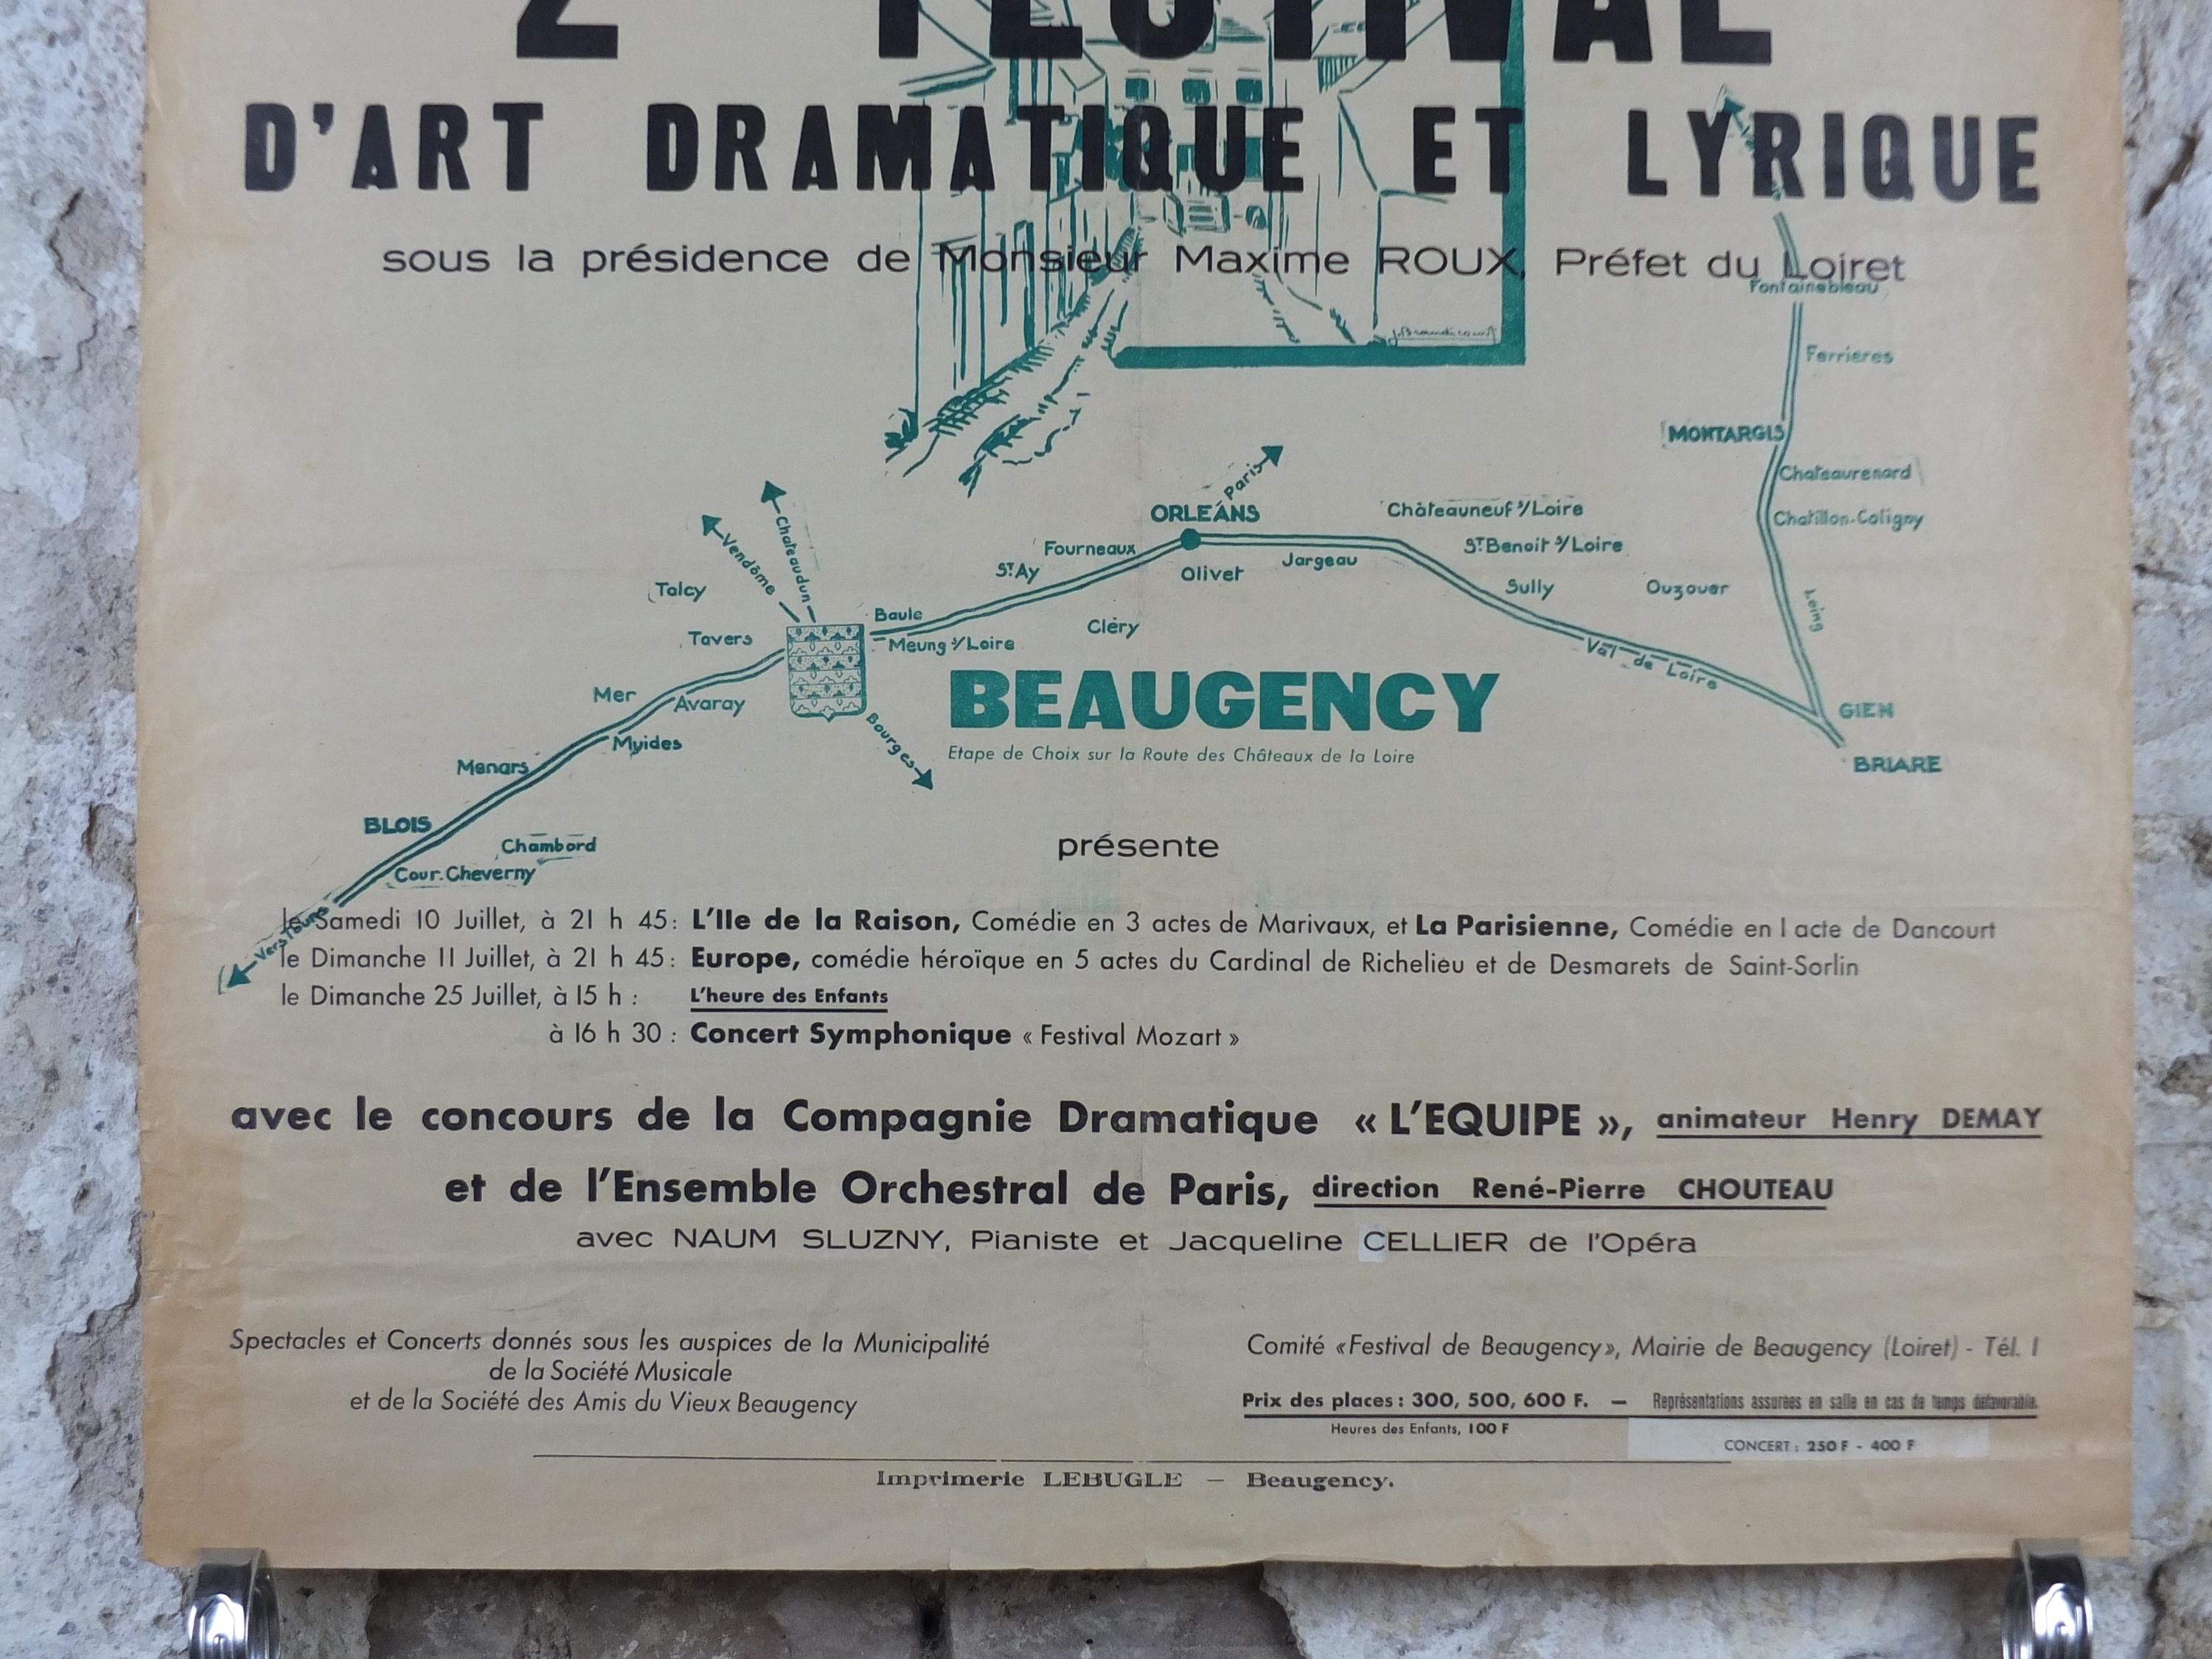 2 FESTIVAL
D'ART DRAMATIQUE ET LYRIQUE
sous la présidence de Monsieur Maxime ROUX, Préfet du Loiret
Fontainebleau
J. Brandicourt
Ferrières
MONTARGIS
Chateaurenard
Chatillon-Coligny
Paris
ORLÉANS
Châteauneuf s/Loire
Chateaudun
Vendôme
Fourneaux
St Benoit s/Loire
St Ay
Olivet
Jargeau
Talcy
Sully
Ouzouer
Loing
Baule
Cléry
Tavers
Meung s/Loire
Val de Loire
Mer
Avaray
BEAUGENCY
GIEN
Muides
Bourges
Etape de Choix sur la Route des Châteaux de la Loire
BRIARE
Menars
BLOIS
Chambord
présente
Cour.Cheverny
Vers Tours
le Samedi 10 Juillet, à 21 h 45 : L'Ile de la Raison, Comédie en 3 actes de Marivaux, et La Parisienne, Comédie en 1 acte de Dancourt
le Dimanche 11 Juillet, à 21 h 45 : Europe, comédie héroïque en 5 actes du Cardinal de Richelieu et de Desmarets de Saint-Sorlin
le Dimanche 25 Juillet, à 15 h : L'heure des Enfants
à 16 h 30 : Concert Symphonique « Festival Mozart »
avec le concours de la Compagnie Dramatique « L'EQUIPE », animateur Henry DEMAY
et de l'Ensemble Orchestral de Paris, direction René-Pierre CHOUTEAU
avec NAUM SLUZNY, Pianiste et Jacqueline CELLIER de l'Opéra
Spectacles et Concerts donnés sous les auspices de la Municipalité
de la Société Musicale
et de la Société des Amis du Vieux Beaugency
Comité «Festival de Beaugency», Mairie de Beaugency (Loiret) - Tél. 1
Prix des places : 300, 500, 600 F. — Représentations assurées en salle en cas de temps défavorable.
Heures des Enfants, 100 F
CONCERT : 250 F - 400 F
Imprimerie LEBUGLE — Beaugency.